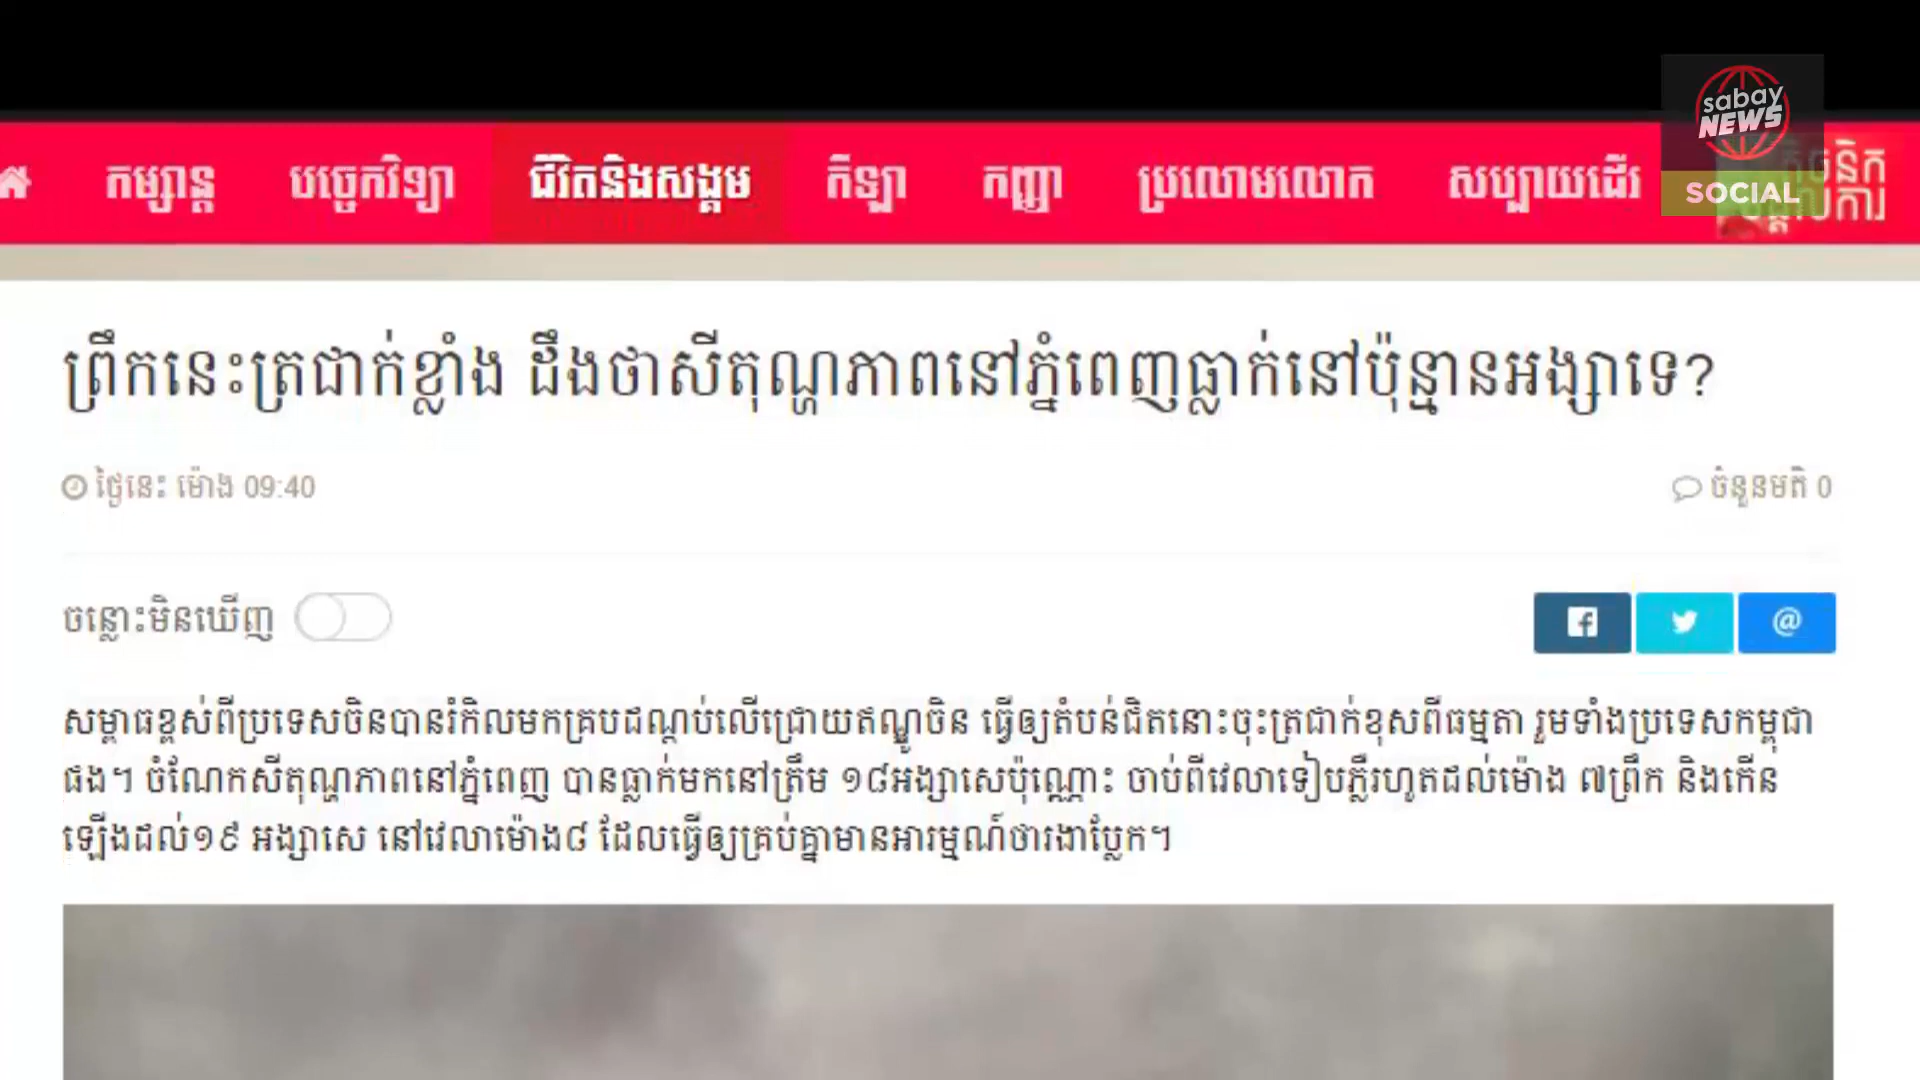 sabay
NEWS
SOCIAL
កម្សាន្ត បច្ចេកវិទ្យា ជីវិតនិងសង្គម កីឡា កញ្ញា ប្រលោមលោក សប្បាយដើរ
ព្រឹកនេះត្រជាក់ខ្លាំង ដឹងថាសីតុណ្ហភាពនៅភ្នំពេញធ្លាក់នៅប៉ុន្មានអង្សាទេ?
ថ្ងៃនេះ ម៉ោង 09:40
ចំនួនមតិ 0
ចន្លោះមិនឃើញ
សម្ពាធខ្ពស់ពីប្រទេសចិនបានរំកិលមកគ្របដណ្ដប់លើជ្រោយឥណ្ឌូចិន ធ្វើឲ្យតំបន់ជិតនោះចុះត្រជាក់ខុសពីធម្មតា រួមទាំងប្រទេសកម្ពុជា
ផង។ ចំណែកសីតុណ្ហភាពនៅភ្នំពេញ បានធ្លាក់មកនៅត្រឹម ១៨អង្សាសេប៉ុណ្ណោះ ចាប់ពីវេលាទៀបភ្លឺរហូតដល់ម៉ោង ៧ព្រឹក និងកើន
ឡើងដល់១៩ អង្សាសេ នៅវេលាម៉ោង៨ ដែលធ្វើឲ្យគ្រប់គ្នាមានអារម្មណ៍ថារងាប្លែក។